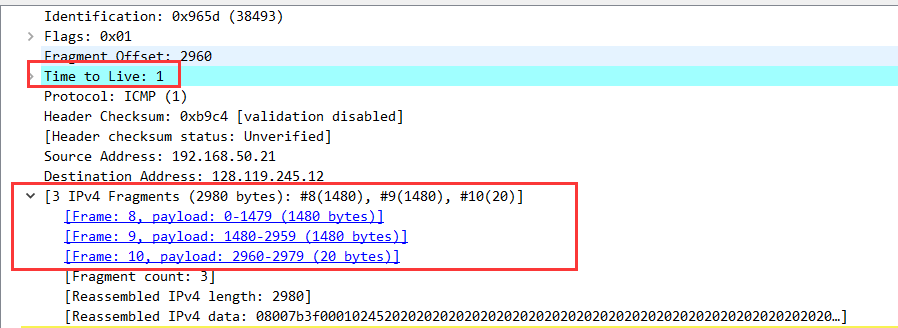 Identification: 0x965d (38493)
Flags: 0x01
Fragment Offset: 2960
Time to Live: 1
Protocol: ICMP (1)
Header Checksum: 0xb9c4 [validation disabled]
[Header checksum status: Unverified]
Source Address: 192.168.50.21
Destination Address: 128.119.245.12
[3 IPv4 Fragments (2980 bytes): #8(1480), #9(1480), #10(20)]
[Frame: 8, payload: 0-1479 (1480 bytes)]
[Frame: 9, payload: 1480-2959 (1480 bytes)]
[Frame: 10, payload: 2960-2979 (20 bytes)]
[Fragment count: 3]
[Reassembled IPv4 length: 2980]
[Reassembled IPv4 data: 08007b3f000102452020202020202020202020202020202020202020202020202020202020…]